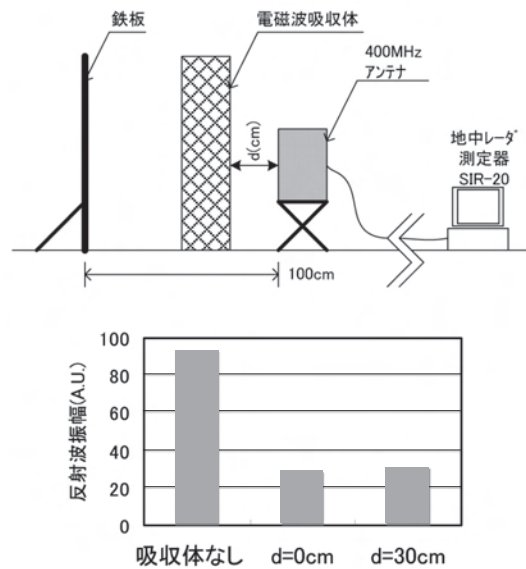 鉄板
電磁波吸収体
400MHz
アンテナ
地中レーダ
測定器
SIR-20
d(cm)
100cm
反射波振幅(A.U.)
100
80
60
40
20
0
吸収体なし d=0cm d=30cm